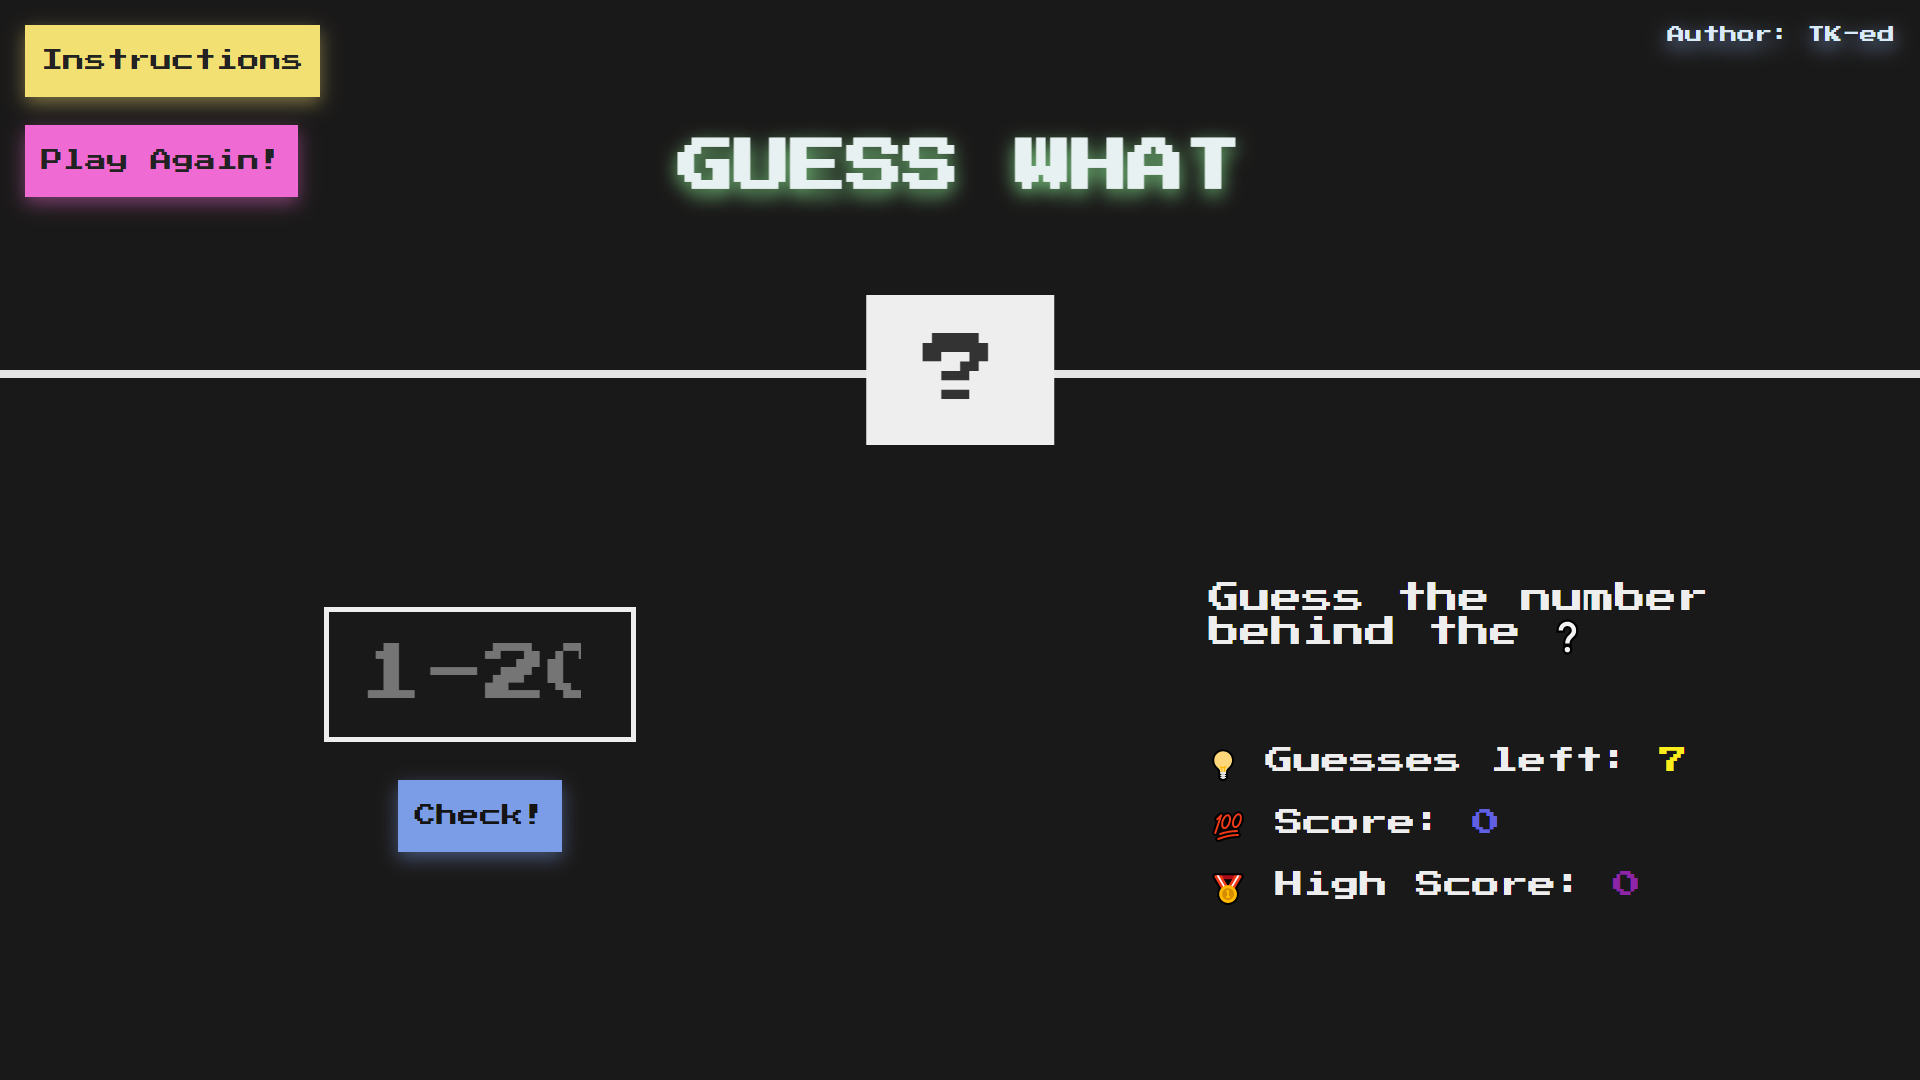 Instructions
Author: TK-ed
Play Again!
GUESS WHAT
?
Guess the number
behind the ❓
1-20
Check!
💡 Guesses left: 7
💯 Score: 0
🥇 High Score: 0